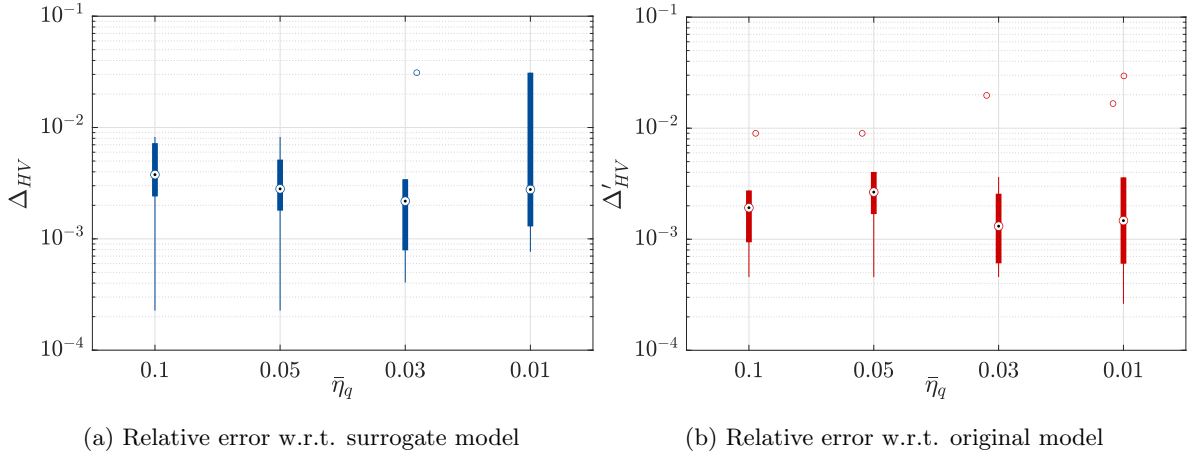 10⁻¹
10⁻²
10⁻³
10⁻⁴
Δ_HV
0.1 0.05 0.03 0.01
η̄_q
(a) Relative error w.r.t. surrogate model
10⁻¹
10⁻²
10⁻³
10⁻⁴
Δ′_HV
0.1 0.05 0.03 0.01
η̄_q
(b) Relative error w.r.t. original model